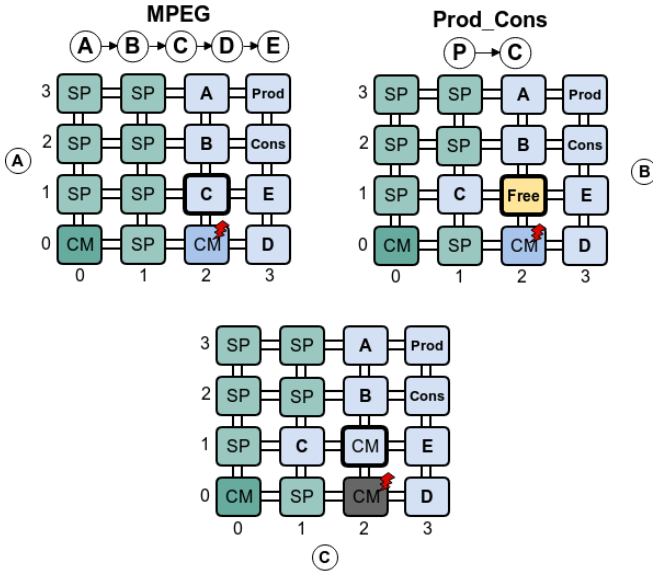 MPEG
A B C D E
Prod_Cons
P C
3 SP SP A Prod
2 SP SP B Cons
1 SP SP C E
0 CM SP CM D
0 1 2 3
A
3 SP SP A Prod
2 SP SP B Cons
1 SP C Free E
0 CM SP CM D
0 1 2 3
B
3 SP SP A Prod
2 SP SP B Cons
1 SP C CM E
0 CM SP CM D
0 1 2 3
C